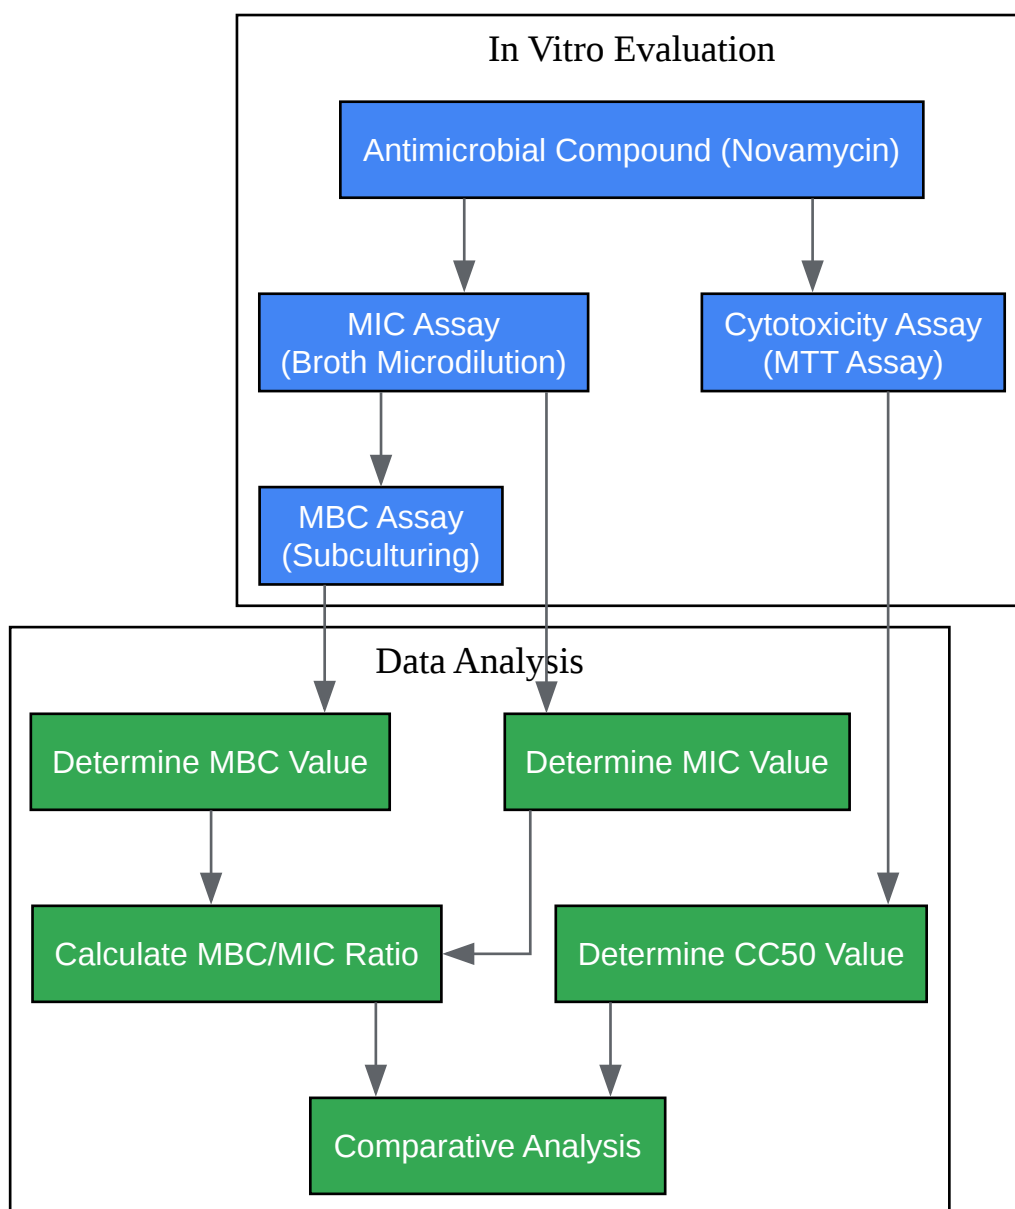 In Vitro Evaluation
Antimicrobial Compound (Novamycin)
MIC Assay
(Broth Microdilution)
Cytotoxicity Assay
(MTT Assay)
MBC Assay
(Subculturing)
Data Analysis
Determine MBC Value
Determine MIC Value
Calculate MBC/MIC Ratio
Determine CC50 Value
Comparative Analysis